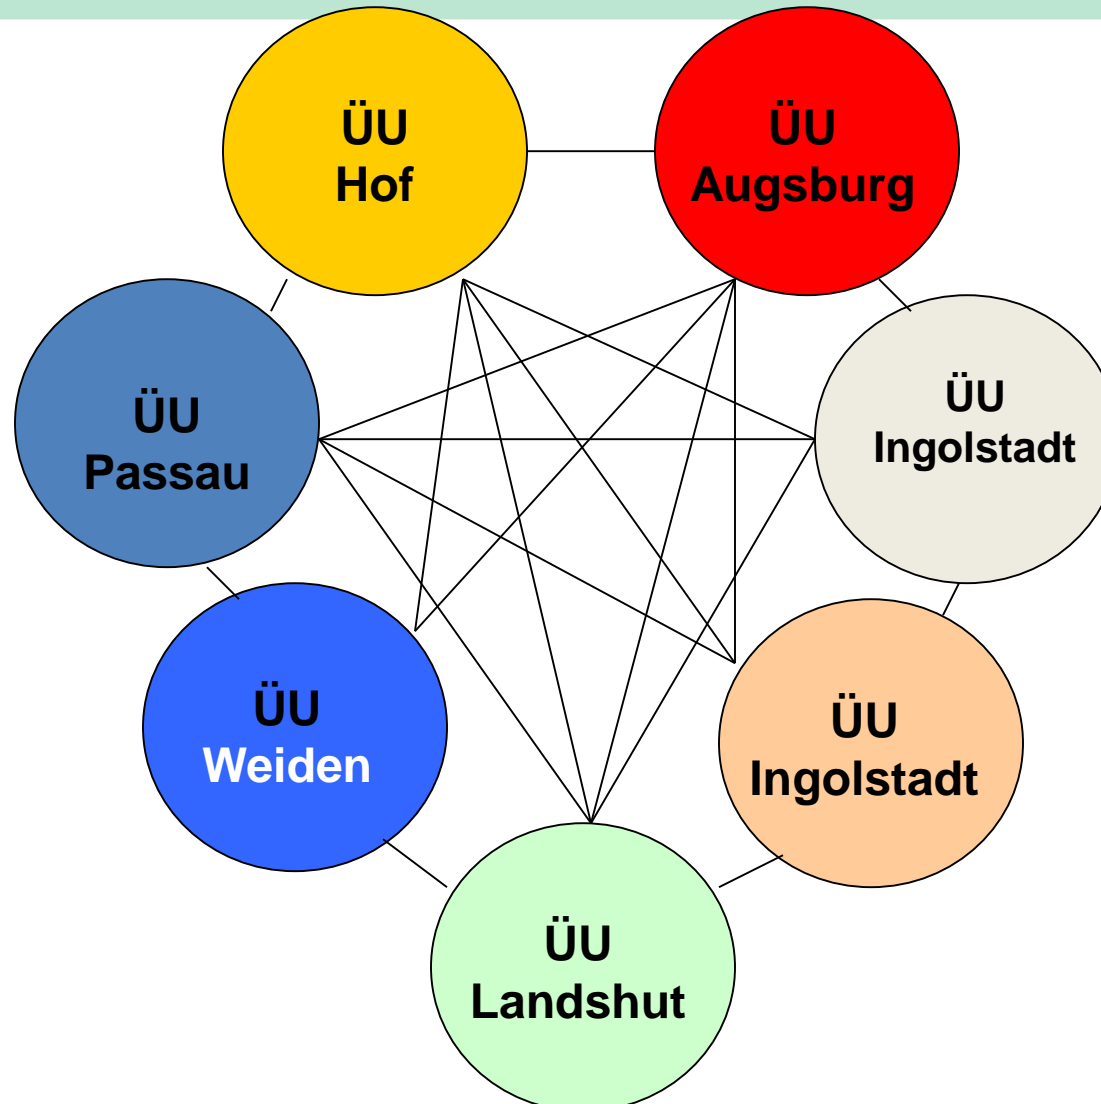 ÜU
Hof
ÜU
Augsburg
ÜU
Passau
ÜU
Ingolstadt
ÜU
Weiden
ÜU
Ingolstadt
ÜU
Landshut